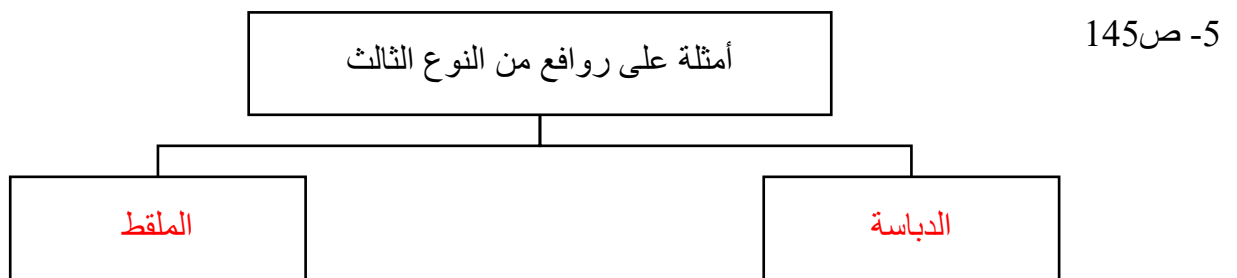 5- ص145
أمثلة على روافع من النوع الثالث
الدباسة
الملقط